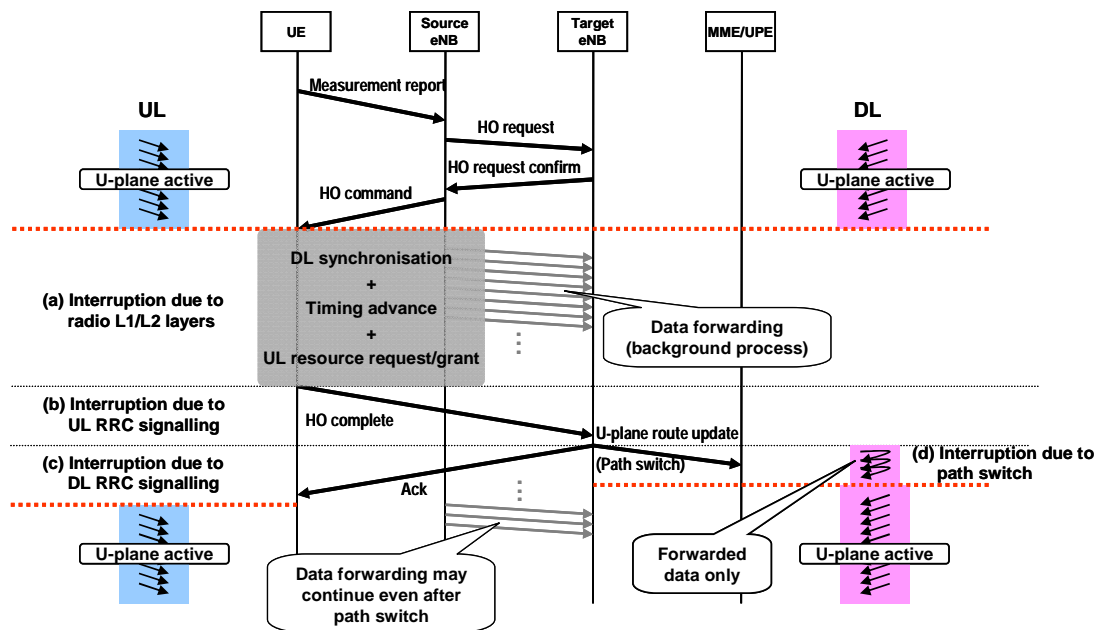 UE
Source
eNB
Target
eNB
MME/UPE
Measurement report
UL
DL
HO request
HO request confirm
U-plane active
U-plane active
HO command
DL synchronisation
+
Timing advance
+
UL resource request/grant
(a) Interruption due to
radio L1/L2 layers
Data forwarding
(background process)
(b) Interruption due to
UL RRC signalling
HO complete
U-plane route update
(c) Interruption due to
DL RRC signalling
(Path switch)
(d) Interruption due to
path switch
Ack
U-plane active
U-plane active
Forwarded
data only
Data forwarding may
continue even after
path switch